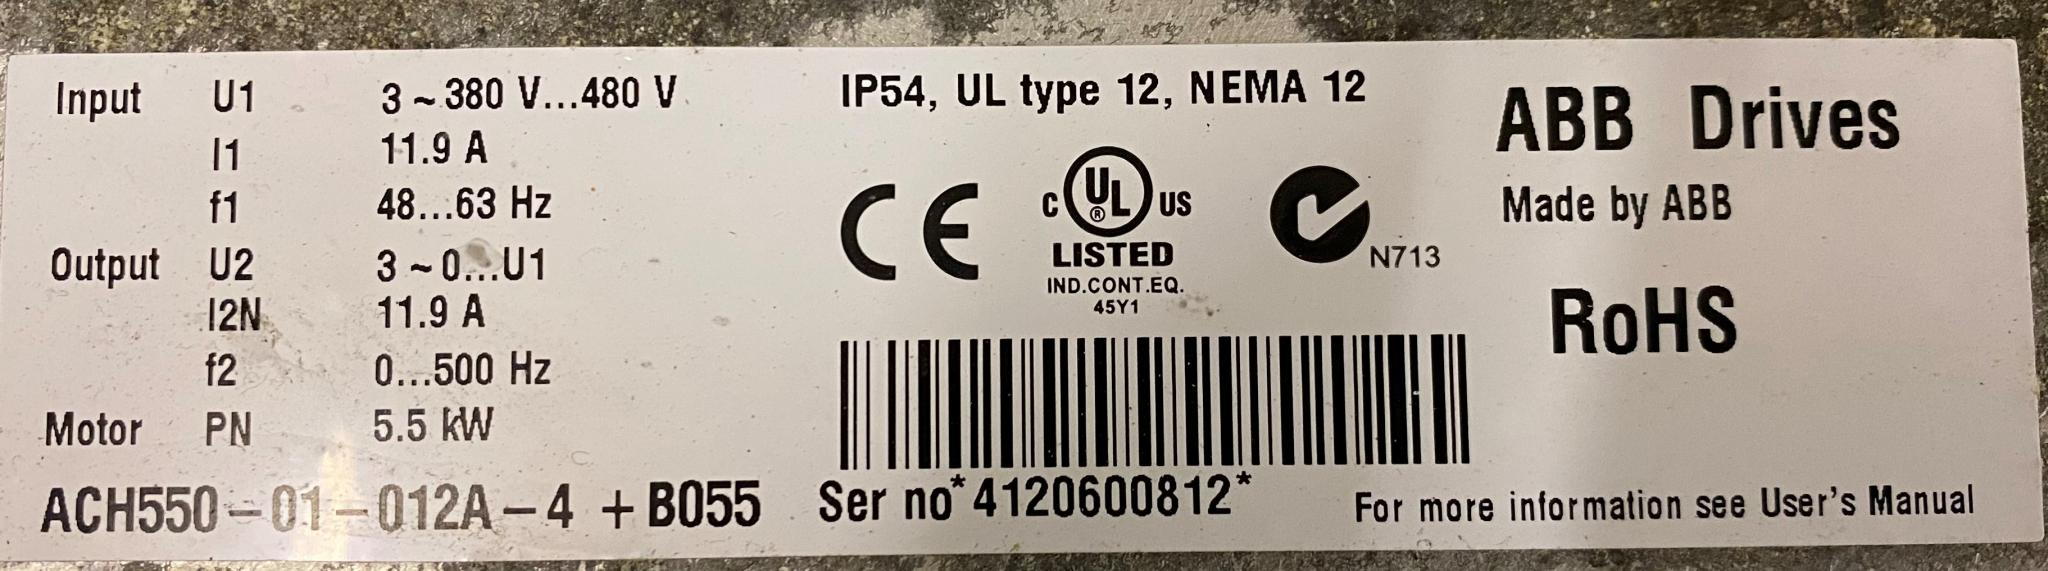 Input U1 3 ~ 380 V...480 V
I1 11.9 A
f1 48...63 Hz
Output U2 3 ~ 0...U1
I2N 11.9 A
f2 0...500 Hz
Motor PN 5.5 kW
ACH550-01-012A-4 + B055
IP54, UL type 12, NEMA 12
CE
C UL ® US
LISTED
IND.CONT.EQ.
45Y1
N713
Ser no*4120600812*
ABB Drives
Made by ABB
RoHS
For more information see User's Manual